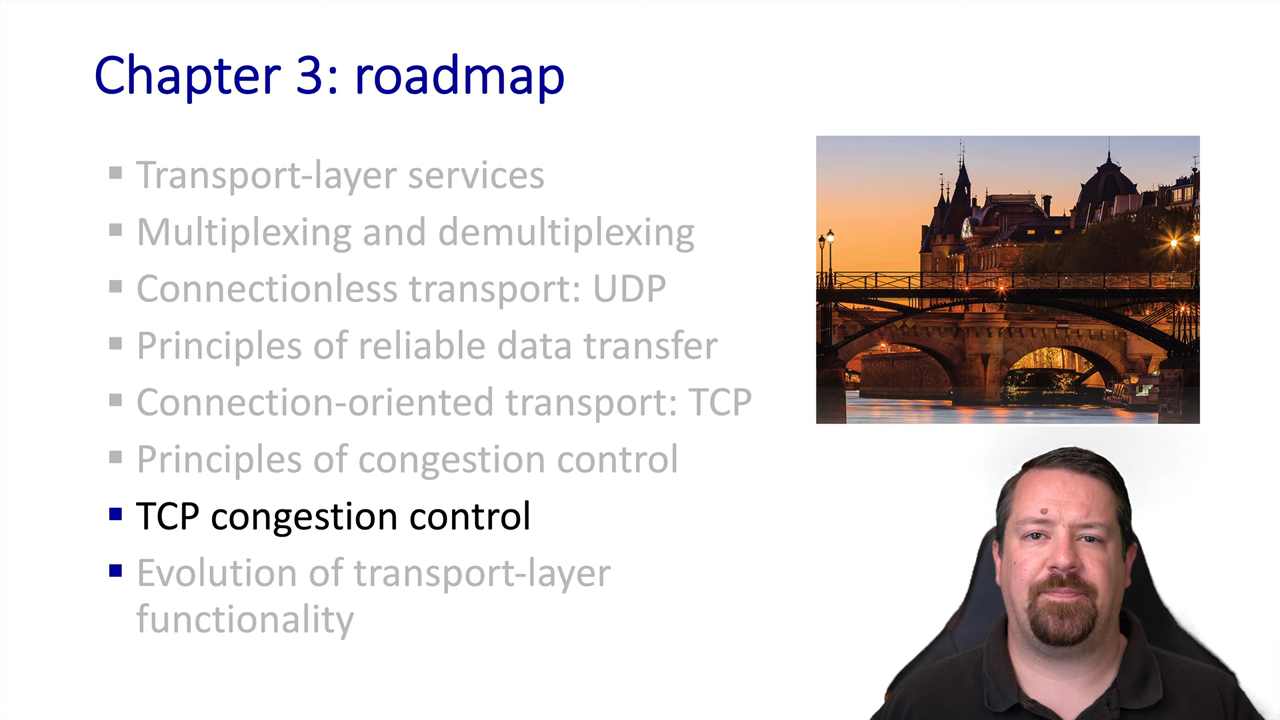 Chapter 3: roadmap
Transport-layer services
Multiplexing and demultiplexing
Connectionless transport: UDP
Principles of reliable data transfer
Connection-oriented transport: TCP
Principles of congestion control
TCP congestion control
Evolution of transport-layer
functionality